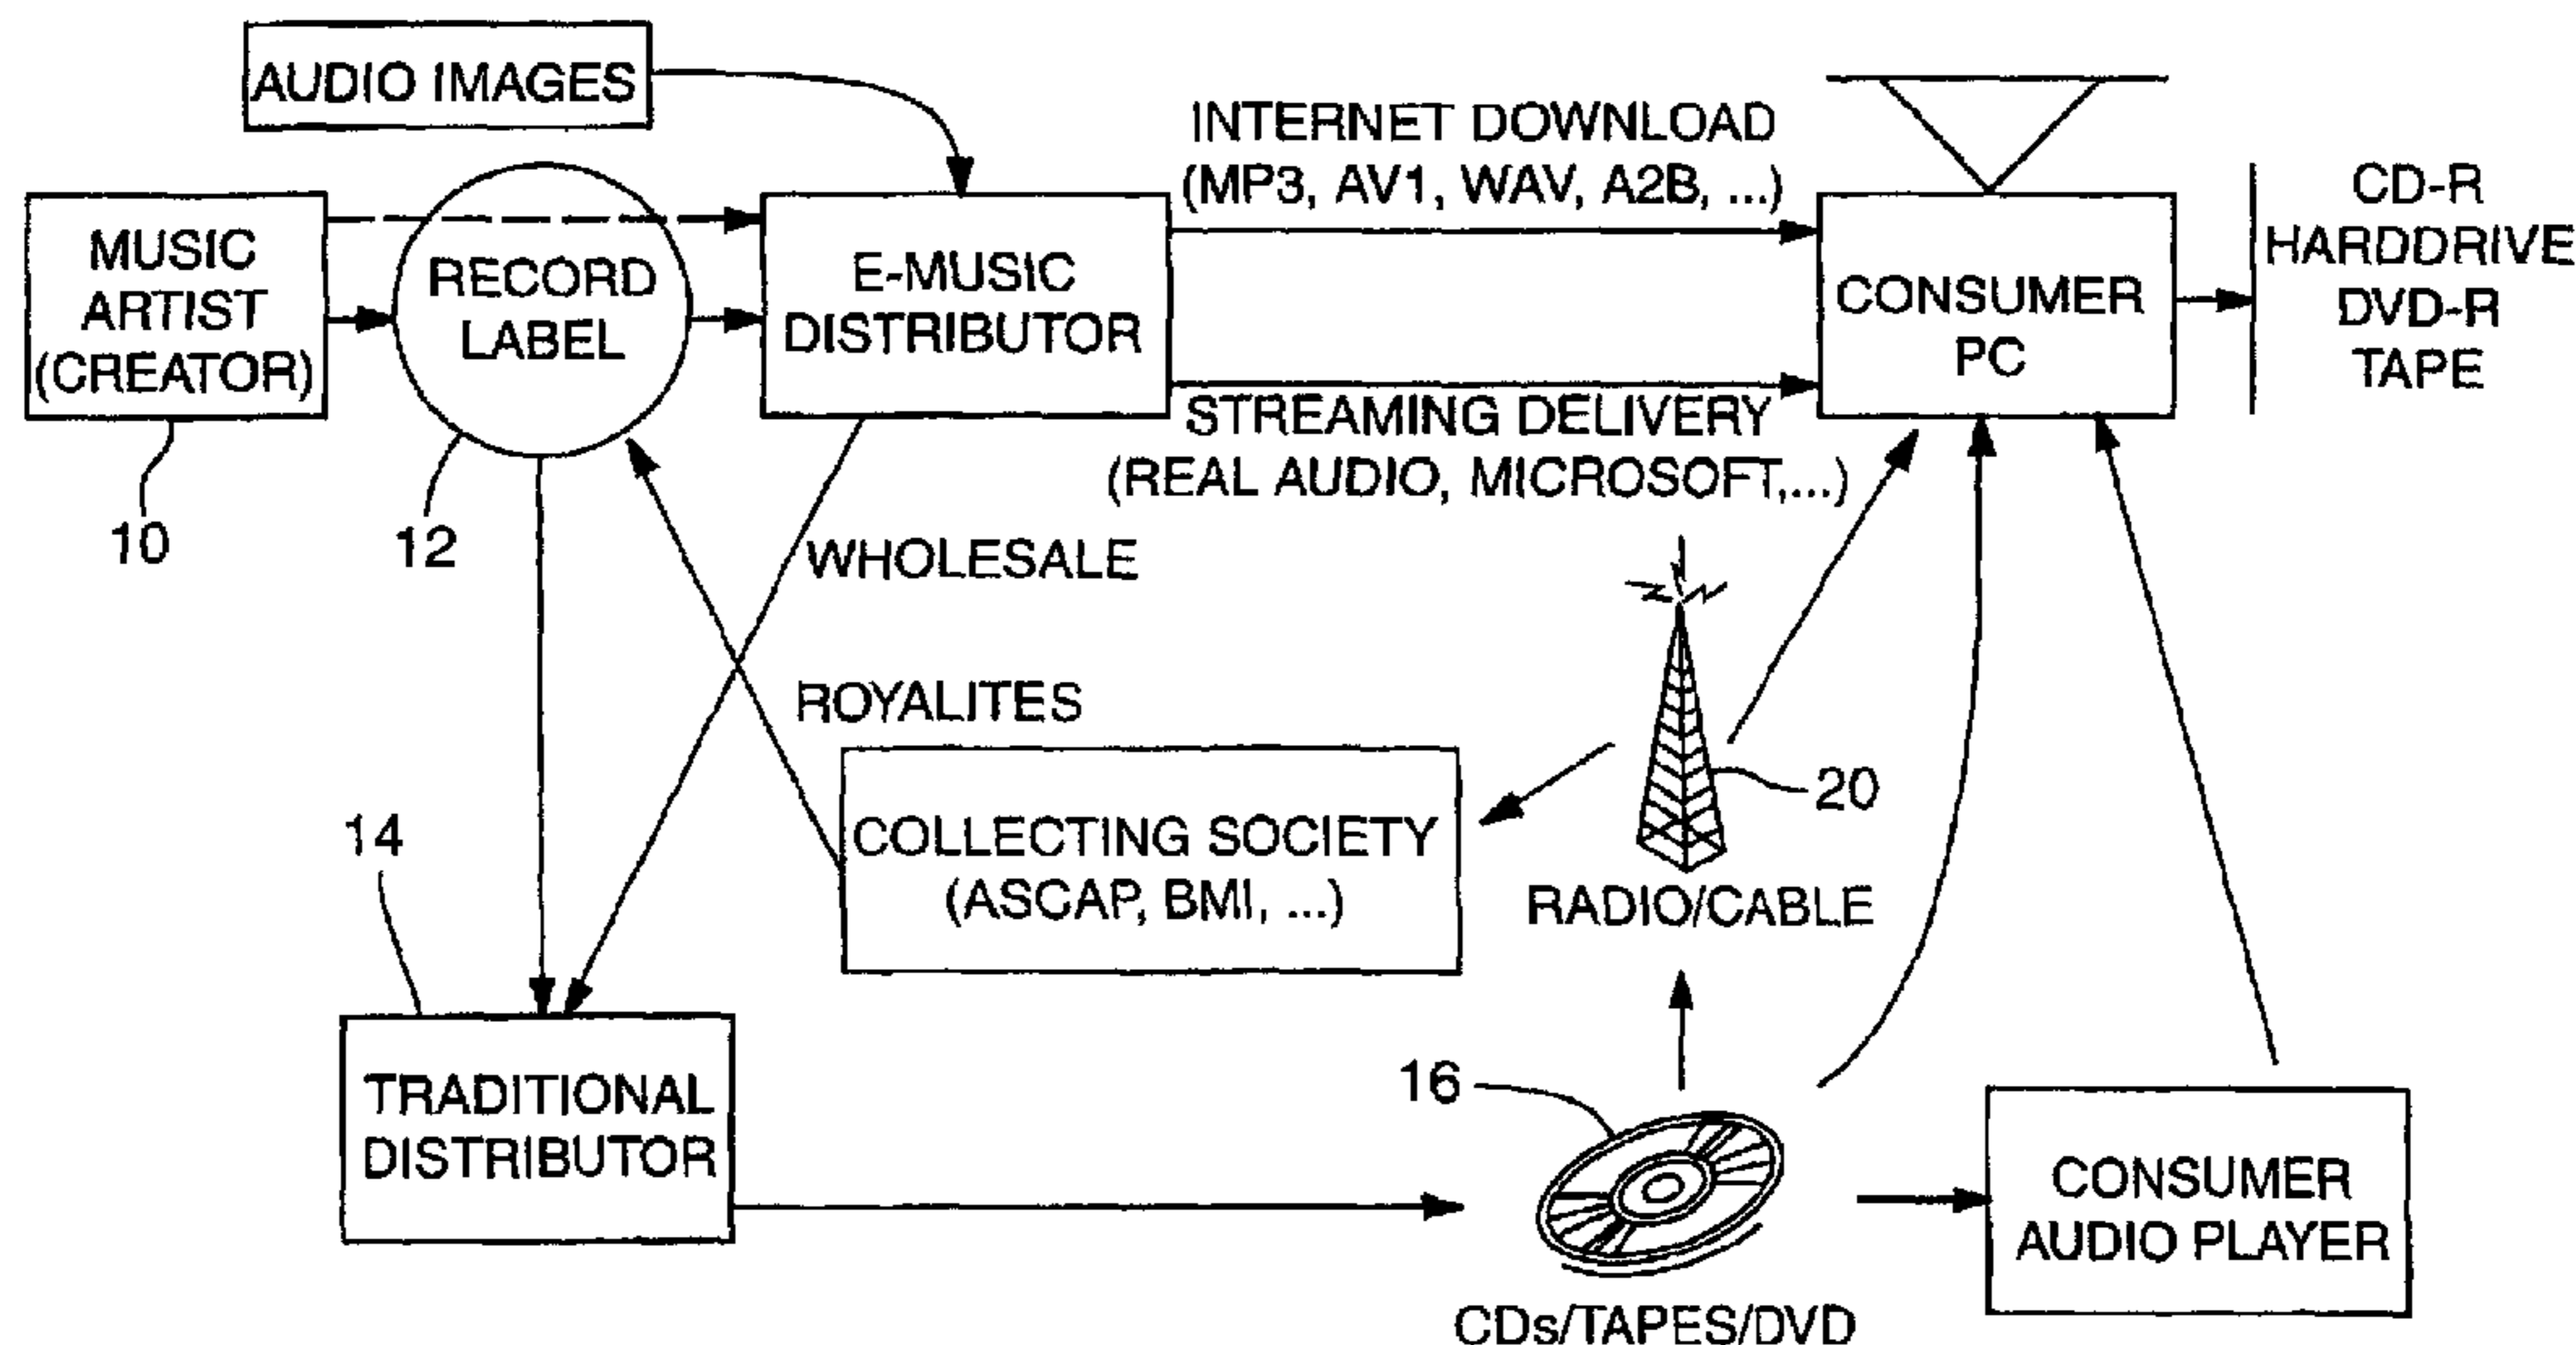 AUDIO IMAGES
INTERNET DOWNLOAD
(MP3, AV1, WAV, A2B, ...)
MUSIC
ARTIST
(CREATOR)
RECORD
LABEL
E-MUSIC
DISTRIBUTOR
CONSUMER
PC
CD-R
HARDDRIVE
DVD-R
TAPE
STREAMING DELIVERY
(REAL AUDIO, MICROSOFT,...)
10
12
WHOLESALE
ROYALITES
14
COLLECTING SOCIETY
(ASCAP, BMI, ...)
20
RADIO/CABLE
TRADITIONAL
DISTRIBUTOR
16
CDs/TAPES/DVD
CONSUMER
AUDIO PLAYER